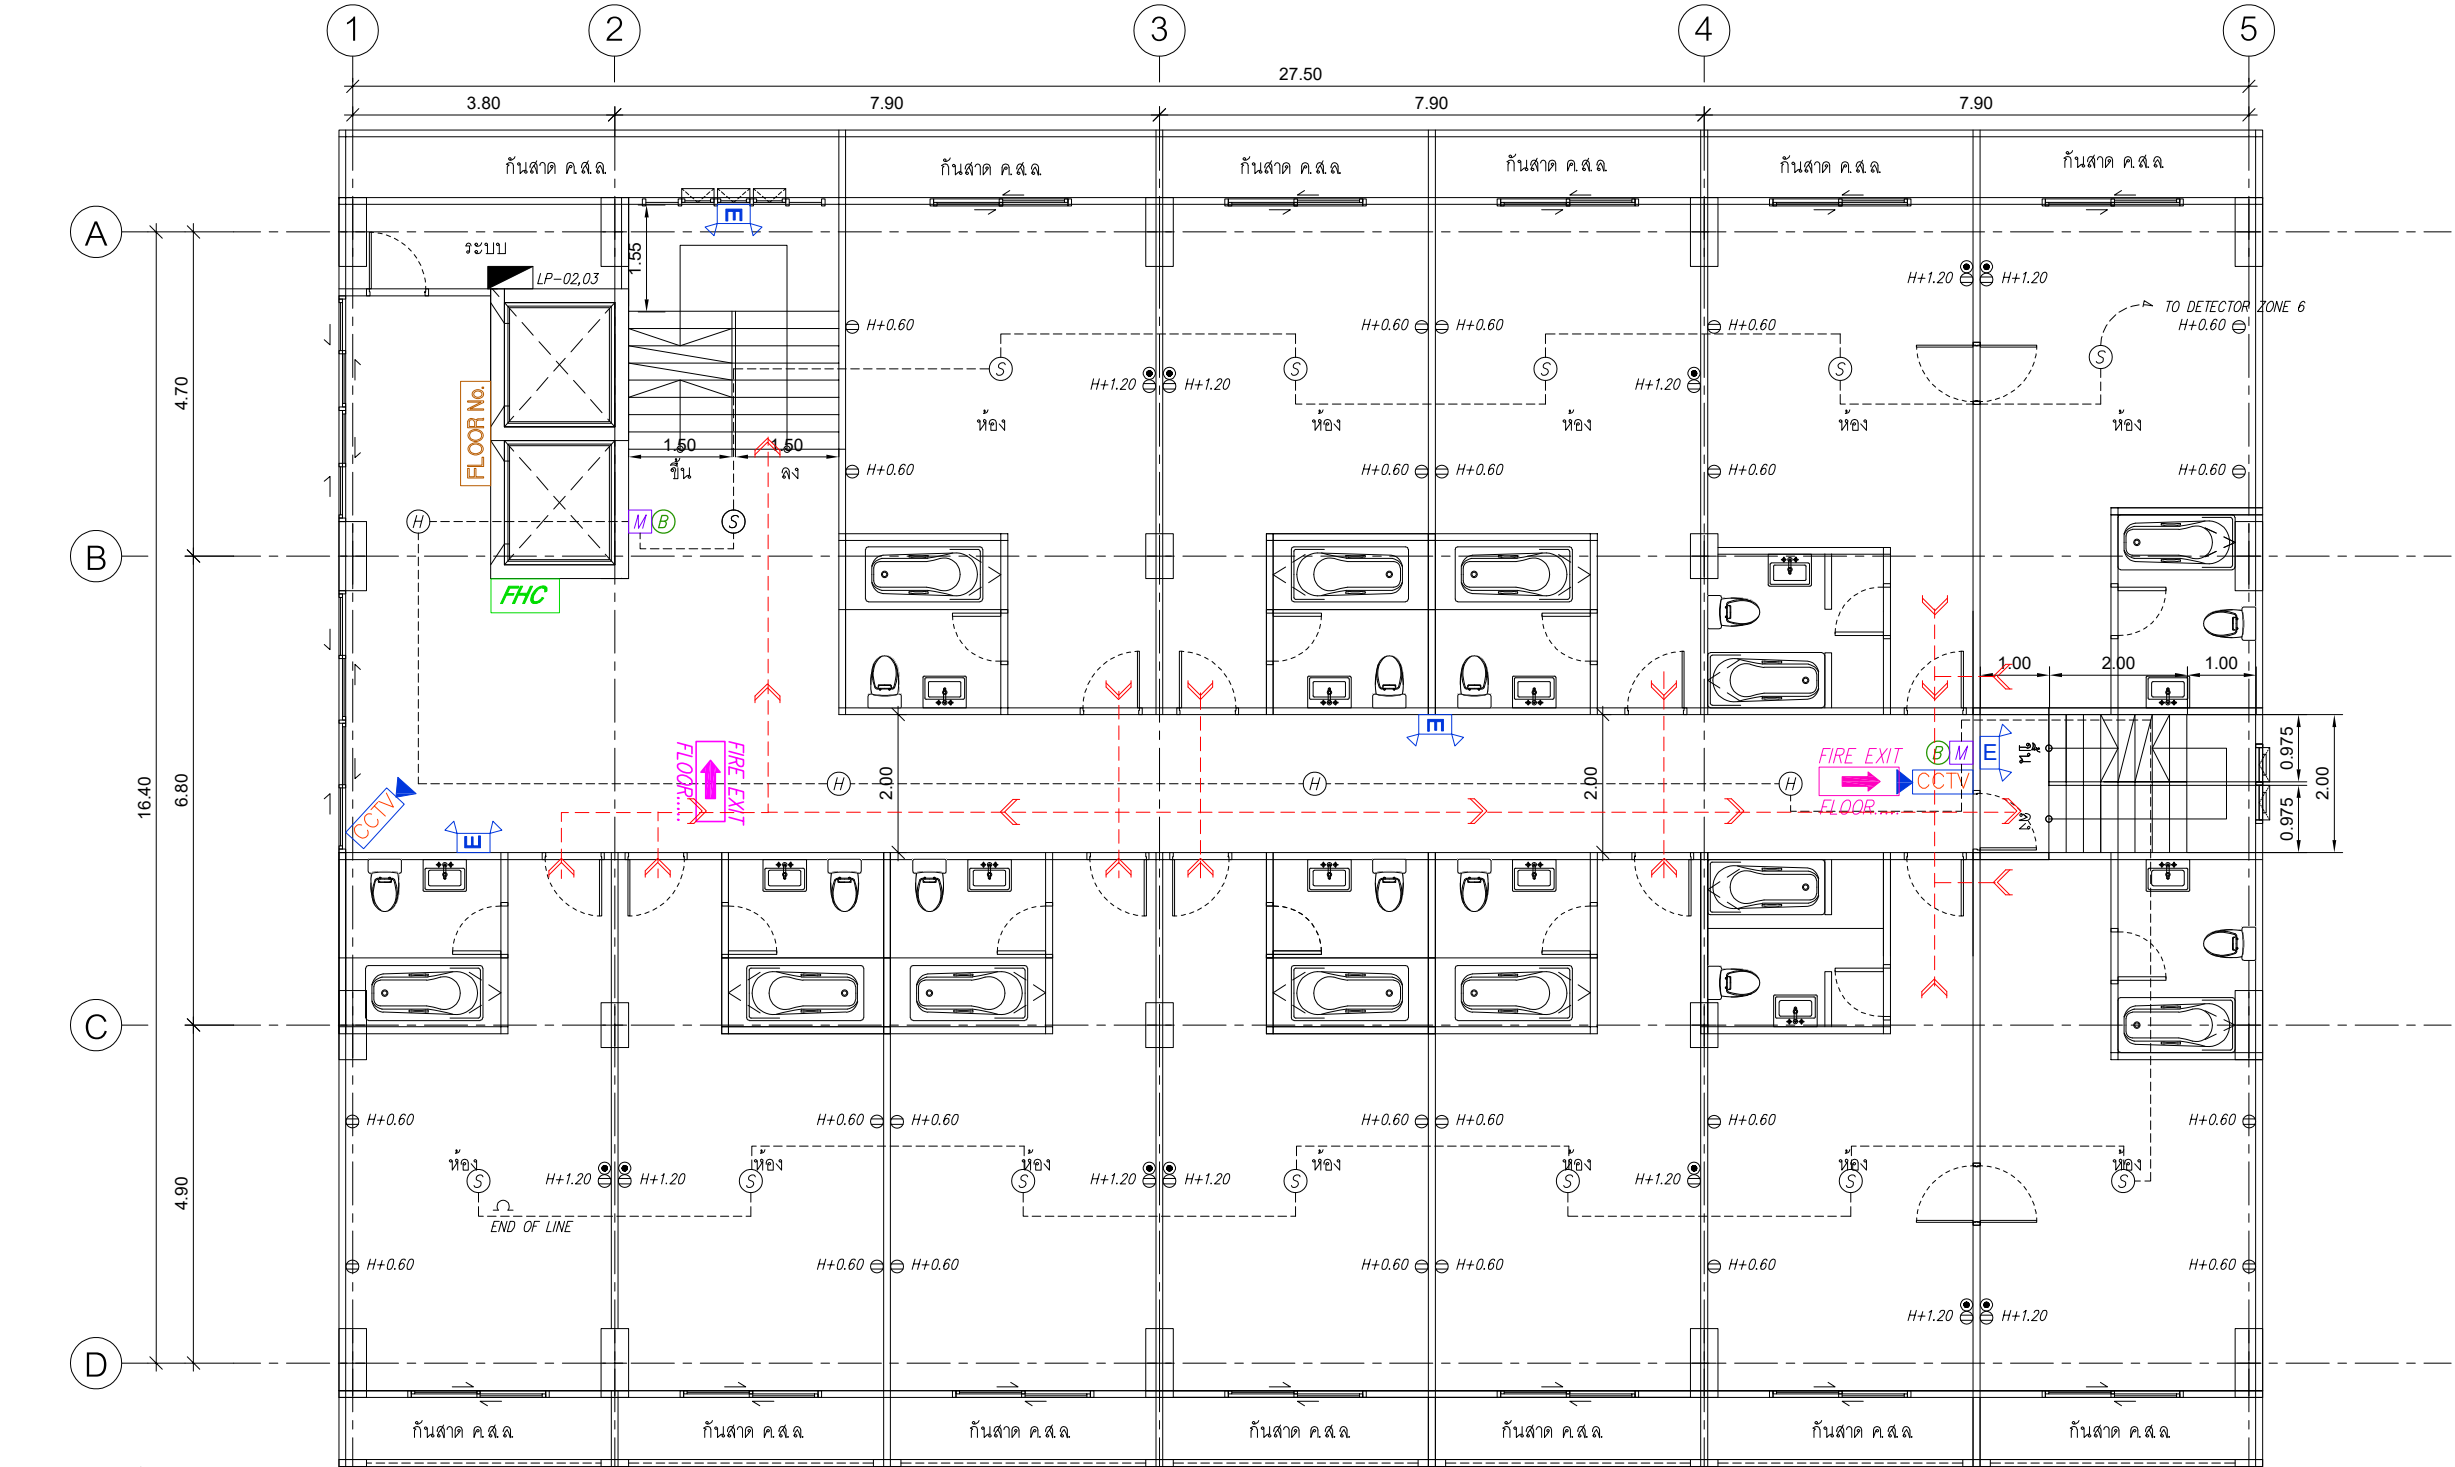 1 2 3 4 5
27.50
3.80 7.90 7.90 7.90
กันสาด ค.ส.ล. กันสาด ค.ส.ล. กันสาด ค.ส.ล. กันสาด ค.ส.ล. กันสาด ค.ส.ล. กันสาด ค.ส.ล.
A
E
ระบบ
1.55
LP-02,03
H+1.20 H+1.20
TO DETECTOR ZONE 6
H+0.60 H+0.60 H+0.60 H+0.60 H+0.60
S S S S S
4.70
H+1.20 H+1.20 H+1.20
FLOOR No.
ห้อง ห้อง ห้อง ห้อง ห้อง
1.50 1.50
ขึ้น ลง
H+0.60 H+0.60 H+0.60 H+0.60 H+0.60
H M B S
B
FHC
1.00 2.00 1.00
E
FIRE EXIT
FLOOR....
FIRE EXIT
FLOOR....
B M E
ขึ้น
ลง
0.975
0.975
2.00
CCTV
16.40
6.80
H H H
2.00
2.00
CCTV
E
C
H+0.60 H+0.60 H+0.60 H+0.60 H+0.60 H+0.60 H+0.60
ห้อง ห้อง ห้อง ห้อง ห้อง ห้อง ห้อง
S S S S S S S
H+1.20 H+1.20 H+1.20 H+1.20 H+1.20
4.90
END OF LINE
H+0.60 H+0.60 H+0.60 H+0.60 H+0.60 H+0.60 H+0.60
H+1.20 H+1.20
D
กันสาด ค.ส.ล. กันสาด ค.ส.ล. กันสาด ค.ส.ล. กันสาด ค.ส.ล. กันสาด ค.ส.ล. กันสาด ค.ส.ล. กันสาด ค.ส.ล.